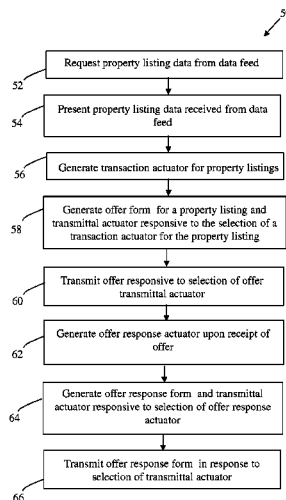 5
Request property listing data from data feed
52
Present property listing data received from data
feed
54
Generate transaction actuator for property listings
56
Generate offer form for a property listing and
transmittal actuator responsive to the selection of a
transaction actuator for the property listing
58
Transmit offer responsive to selection of offer
transmittal actuator
60
Generate offer response actuator upon receipt of
offer
62
Generate offer response form and transmittal
actuator responsive to selection of offer response
actuator
64
Transmit offer response form in response to
selection of transmittal actuator
66